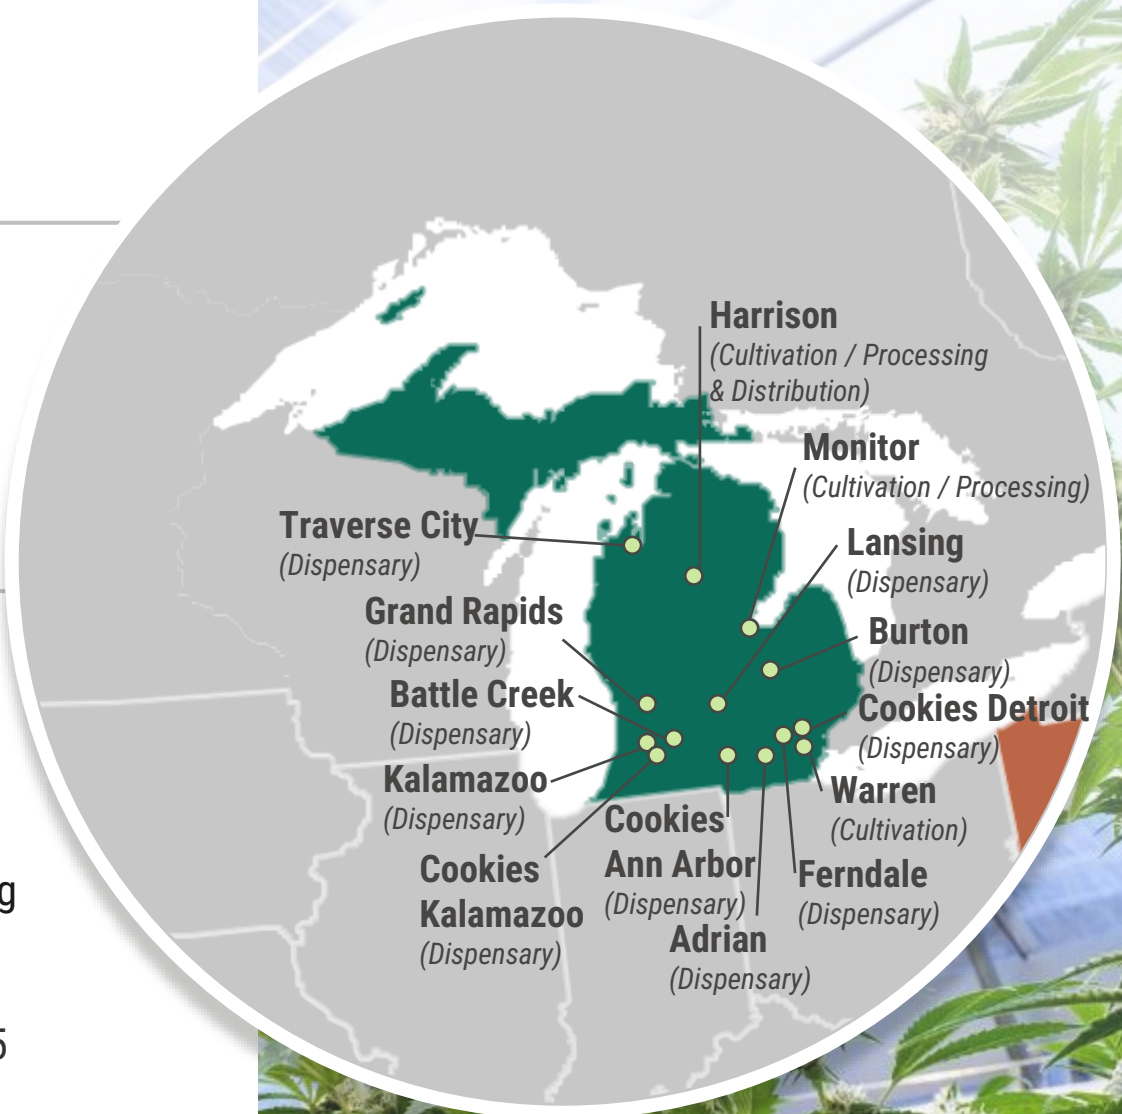 Harrison
(Cultivation / Processing
& Distribution)
Monitor
(Cultivation / Processing)
Traverse City
(Dispensary)
Lansing
(Dispensary)
Grand Rapids
(Dispensary)
Burton
(Dispensary)
Battle Creek
(Dispensary)
Cookies Detroit
(Dispensary)
Kalamazoo
(Dispensary)
Warren
(Cultivation)
Cookies
Ann Arbor
(Dispensary)
Cookies
Kalamazoo
(Dispensary)
Ferndale
(Dispensary)
Adrian
(Dispensary)
g
5